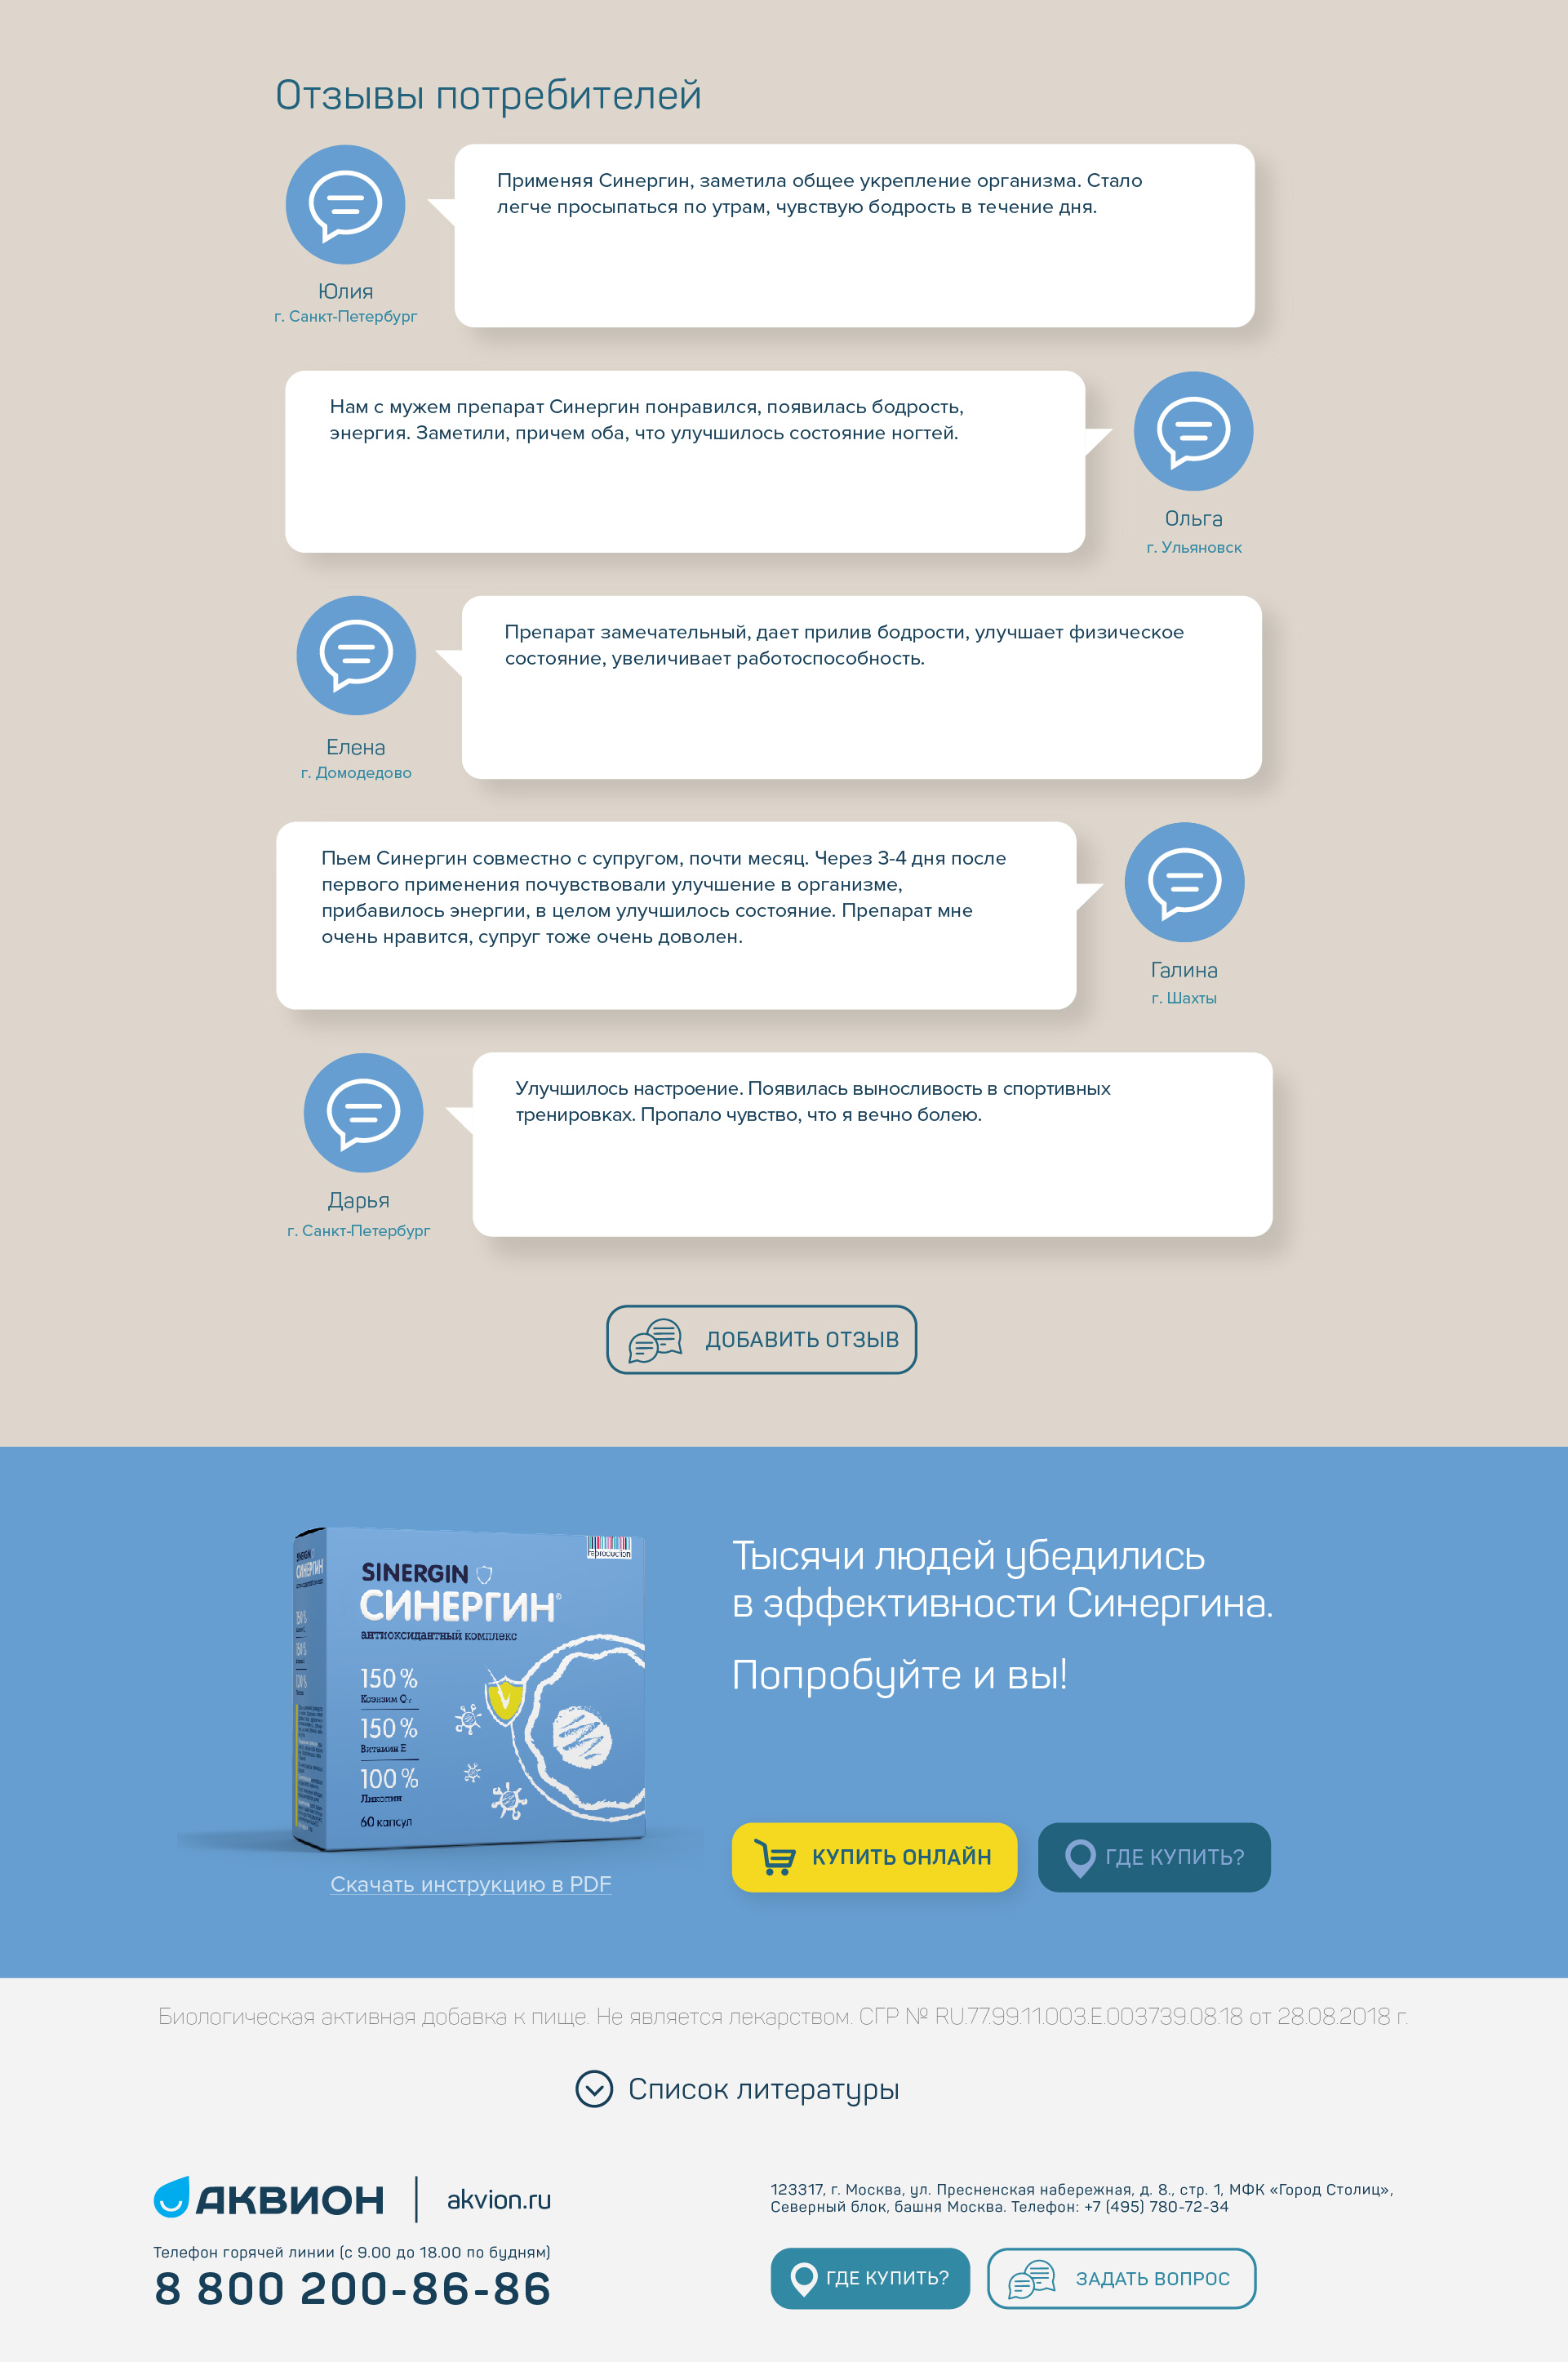 Отзывы потребителей
Применяя Синергин, заметила общее укрепление организма. Стало
легче просыпаться по утрам, чувствую бодрость в течение дня.
Юлия
г. Санкт-Петербург
Нам с мужем препарат Синергин понравился, появилась бодрость,
энергия. Заметили, причем оба, что улучшилось состояние ногтей.
Ольга
г. Ульяновск
Препарат замечательный, дает прилив бодрости, улучшает физическое
состояние, увеличивает работоспособность.
Елена
г. Домодедово
Пьем Синергин совместно с супругом, почти месяц. Через 3-4 дня после
первого применения почувствовали улучшение в организме,
прибавилось энергии, в целом улучшилось состояние. Препарат мне
очень нравится, супруг тоже очень доволен.
Галина
г. Шахты
Улучшилось настроение. Появилась выносливость в спортивных
тренировках. Пропало чувство, что я вечно болею.
Дарья
г. Санкт-Петербург
ДОБАВИТЬ ОТЗЫВ
SINERGIN
СИНЕРГИН®
антиоксидантный комплекс
150 %
Коэнзим Q
150 %
Витамин Е
100 %
Ликопин
60 капсул
reproduction
SINERGIN
СИНЕРГИН
Скачать инструкцию в PDF
Тысячи людей убедились
в эффективности Синергина.
Попробуйте и вы!
КУПИТЬ ОНЛАЙН
ГДЕ КУПИТЬ?
Биологическая активная добавка к пище. Не является лекарством. СГР № RU.77.99.11.003.Е.003739.08.18 от 28.08.2018 г.
Список литературы
АКВИОН
akvion.ru
Телефон горячей линии (с 9.00 до 18.00 по будням)
8 800 200-86-86
123317, г. Москва, ул. Пресненская набережная, д. 8., стр. 1, МФК «Город Столиц»,
Северный блок, башня Москва. Телефон: +7 (495) 780-72-34
ГДЕ КУПИТЬ?
ЗАДАТЬ ВОПРОС